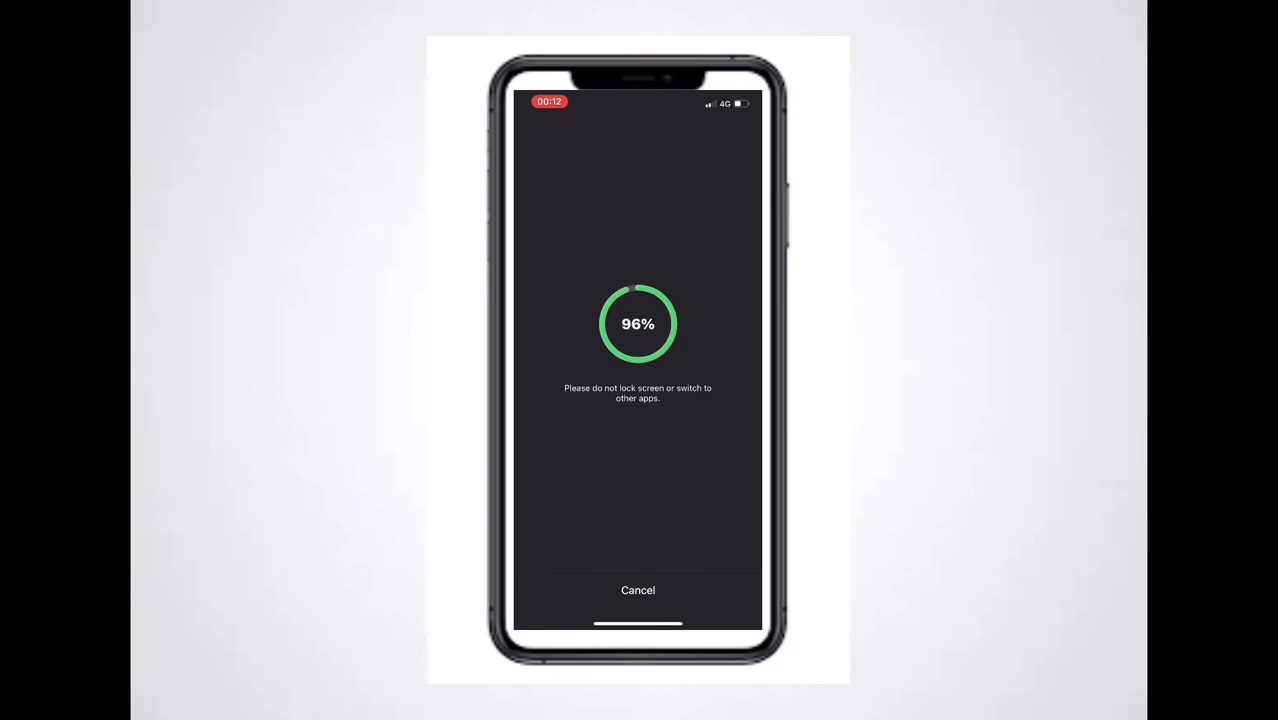 00:12
4G
96%
Please do not lock screen or switch to
other apps.
Cancel